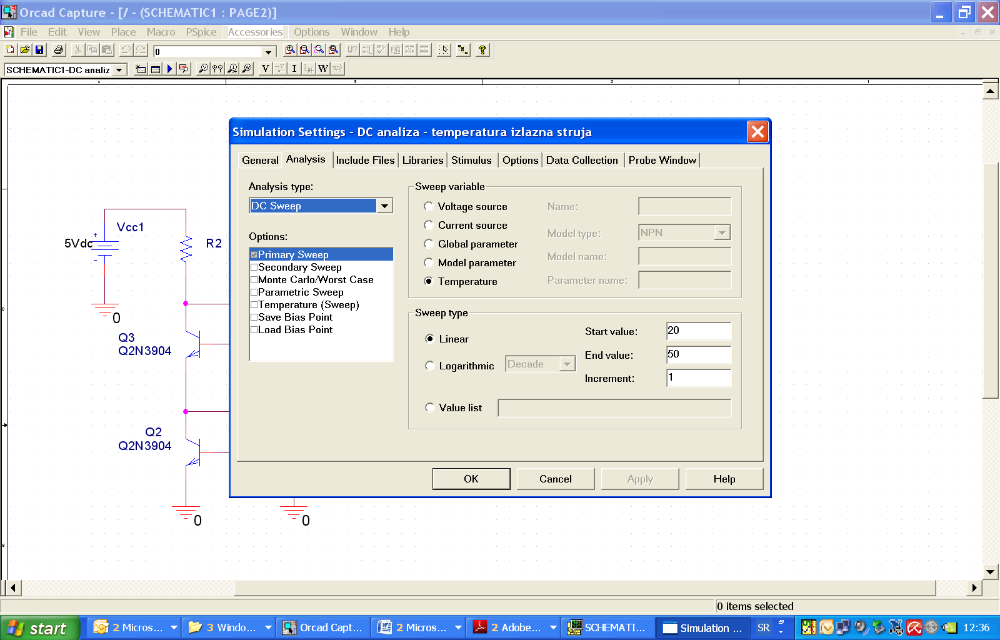 Orcad Capture - [/ - (SCHEMATIC1 : PAGE2)]
File Edit View Place Macro PSpice Accessories Options Window Help
0
U?
SCHEMATIC1-DC analiz
V I W
4 3 2 1
Simulation Settings - DC analiza - temperatura izlazna struja
General Analysis Include Files Libraries Stimulus Options Data Collection Probe Window
Analysis type:
DC Sweep
Options:
Primary Sweep
Secondary Sweep
Monte Carlo/Worst Case
Parametric Sweep
Temperature (Sweep)
Save Bias Point
Load Bias Point
Sweep variable
Voltage source
Current source
Global parameter
Model parameter
Temperature
Name:
Model type: NPN
Model name:
Parameter name:
Sweep type
Linear
Logarithmic Decade
Value list
Start value: 20
End value: 50
Increment: 1
OK Cancel Apply Help
Vcc1
5Vdc
+
-
R2
0
Q3
Q2N3904
Q2
Q2N3904
0
0
C
B
0 items selected
start
2 Micros...
3 Windo...
Orcad Capt...
2 Micros...
2 Adobe...
SCHEMATI...
Simulation ...
SR
12:36